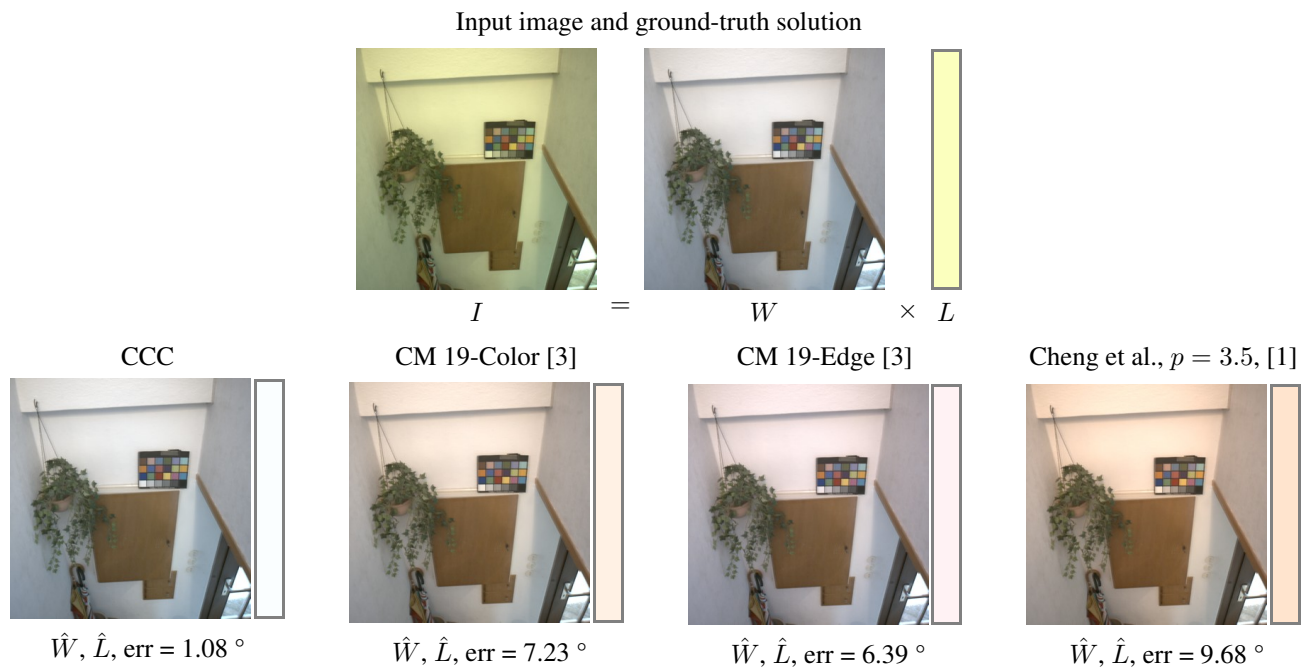 Input image and ground-truth solution
I = W × L
CCC CM 19-Color [3] CM 19-Edge [3] Cheng et al., p = 3.5, [1]
Ŵ, L̂, err = 1.08 ° Ŵ, L̂, err = 7.23 ° Ŵ, L̂, err = 6.39 ° Ŵ, L̂, err = 9.68 °